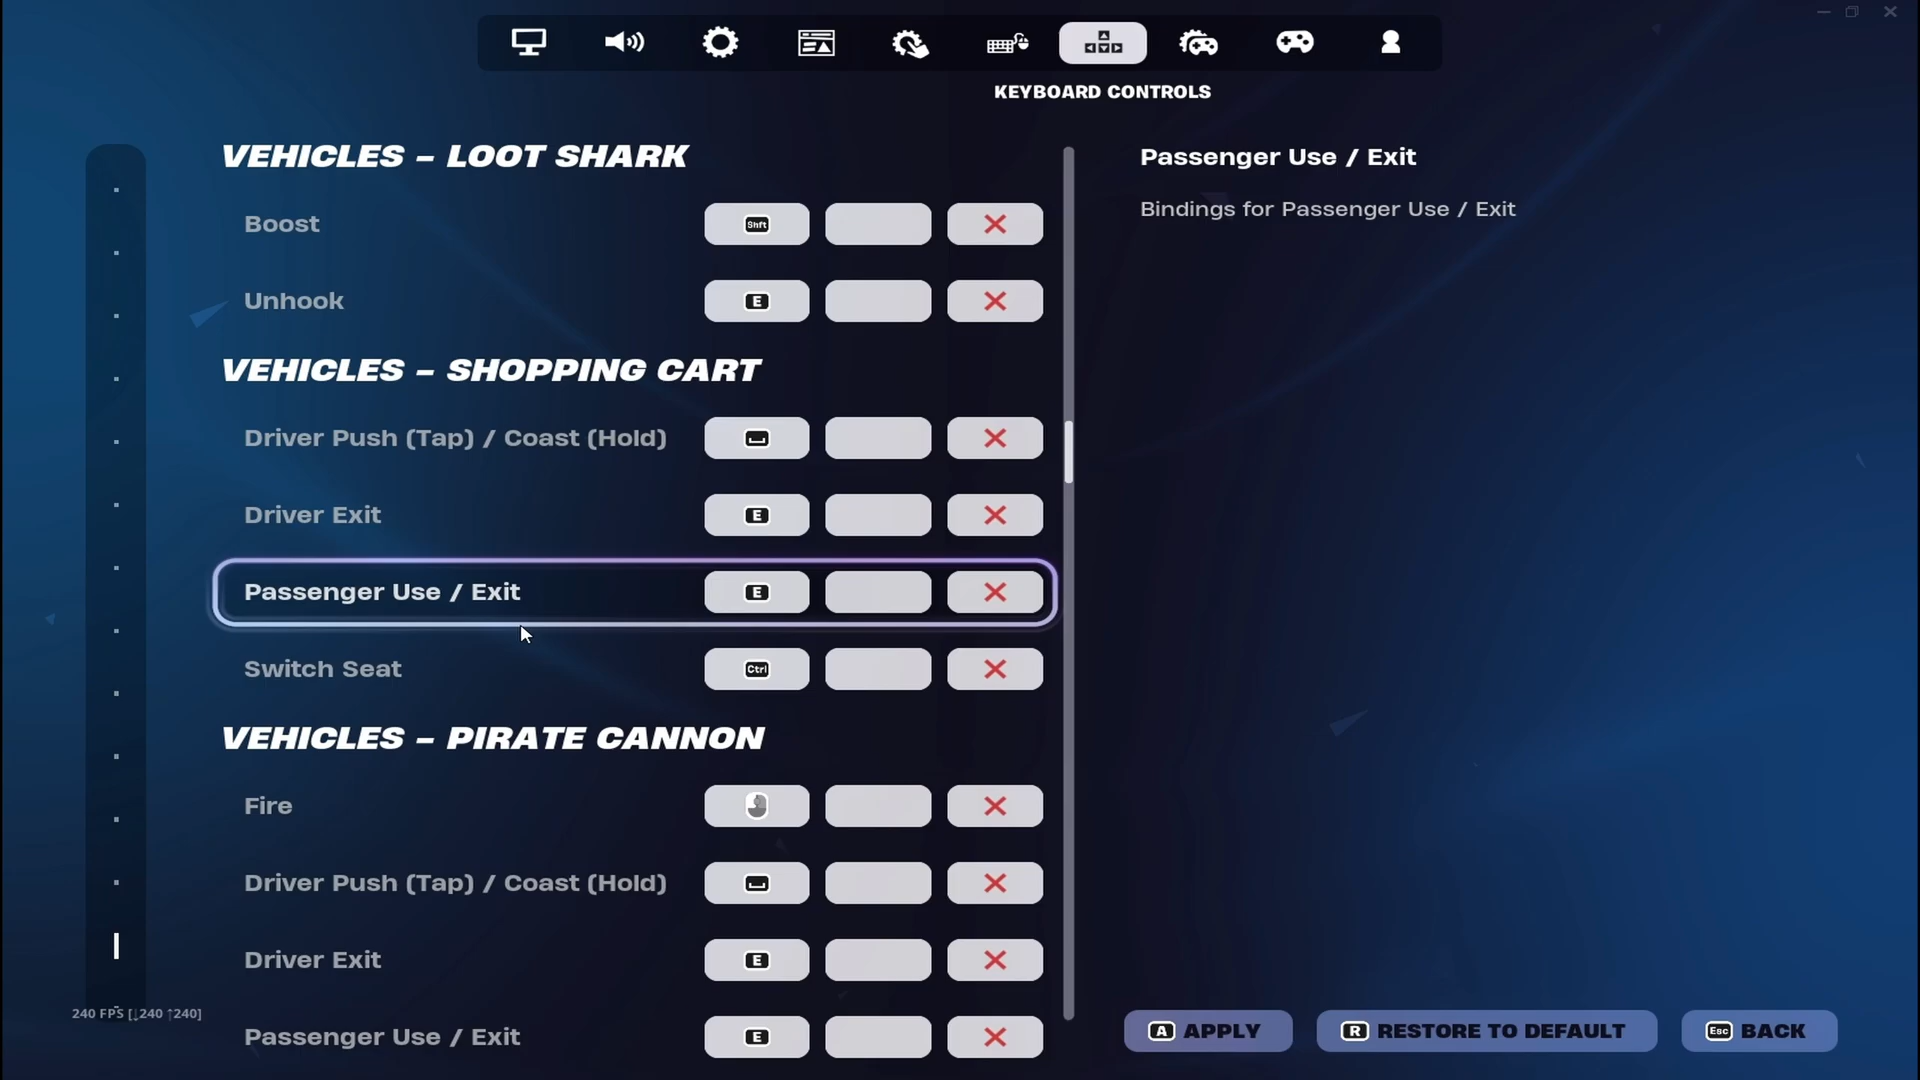 KEYBOARD CONTROLS
VEHICLES - LOOT SHARK
Boost Shft
Unhook E
VEHICLES - SHOPPING CART
Driver Push (Tap) / Coast (Hold)
Driver Exit E
Passenger Use / Exit E
Switch Seat Ctrl
VEHICLES - PIRATE CANNON
Fire
Driver Push (Tap) / Coast (Hold)
Driver Exit E
Passenger Use / Exit E
Passenger Use / Exit
Bindings for Passenger Use / Exit
240 FPS [↓240 ↑240]
A APPLY
R RESTORE TO DEFAULT
Esc BACK